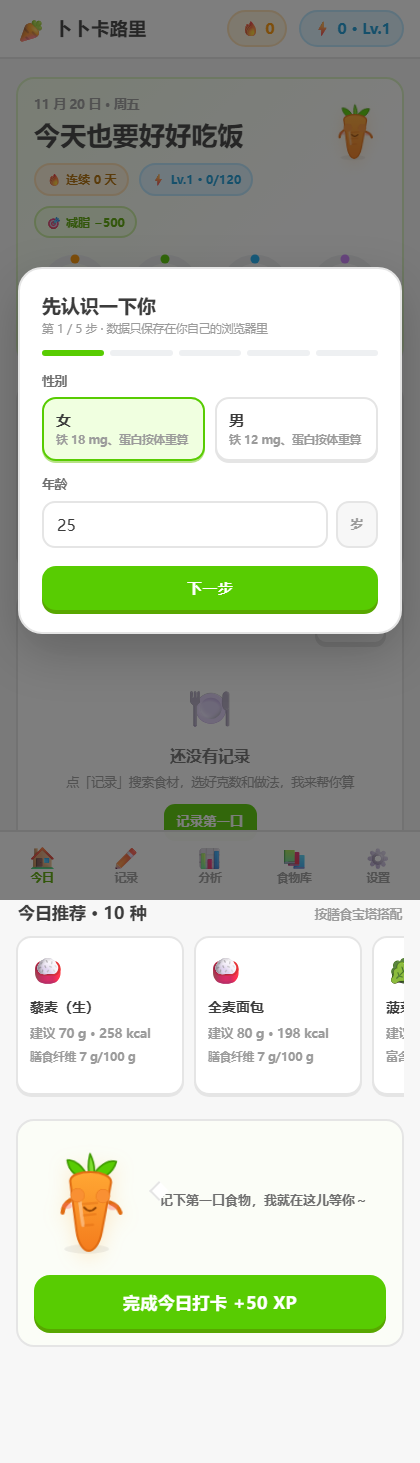 卜卜卡路里
0
0 • Lv.1
11 月 20 日 • 周五
今天也要好好吃饭
连续 0 天
Lv.1 • 0/120
减脂 −500
先认识一下你
第 1 / 5 步 · 数据只保存在你自己的浏览器里
性别
女
铁 18 mg、蛋白按体重算
男
铁 12 mg、蛋白按体重算
年龄
25
岁
下一步
还没有记录
点「记录」搜索食材，选好克数和做法，我来帮你算
记录第一口
今日
记录
分析
食物库
设置
今日推荐 • 10 种
按膳食宝塔搭配
藜麦（生）
建议 70 g • 258 kcal
膳食纤维 7 g/100 g
全麦面包
建议 80 g • 198 kcal
膳食纤维 7 g/100 g
记下第一口食物，我就在这儿等你～
完成今日打卡 +50 XP